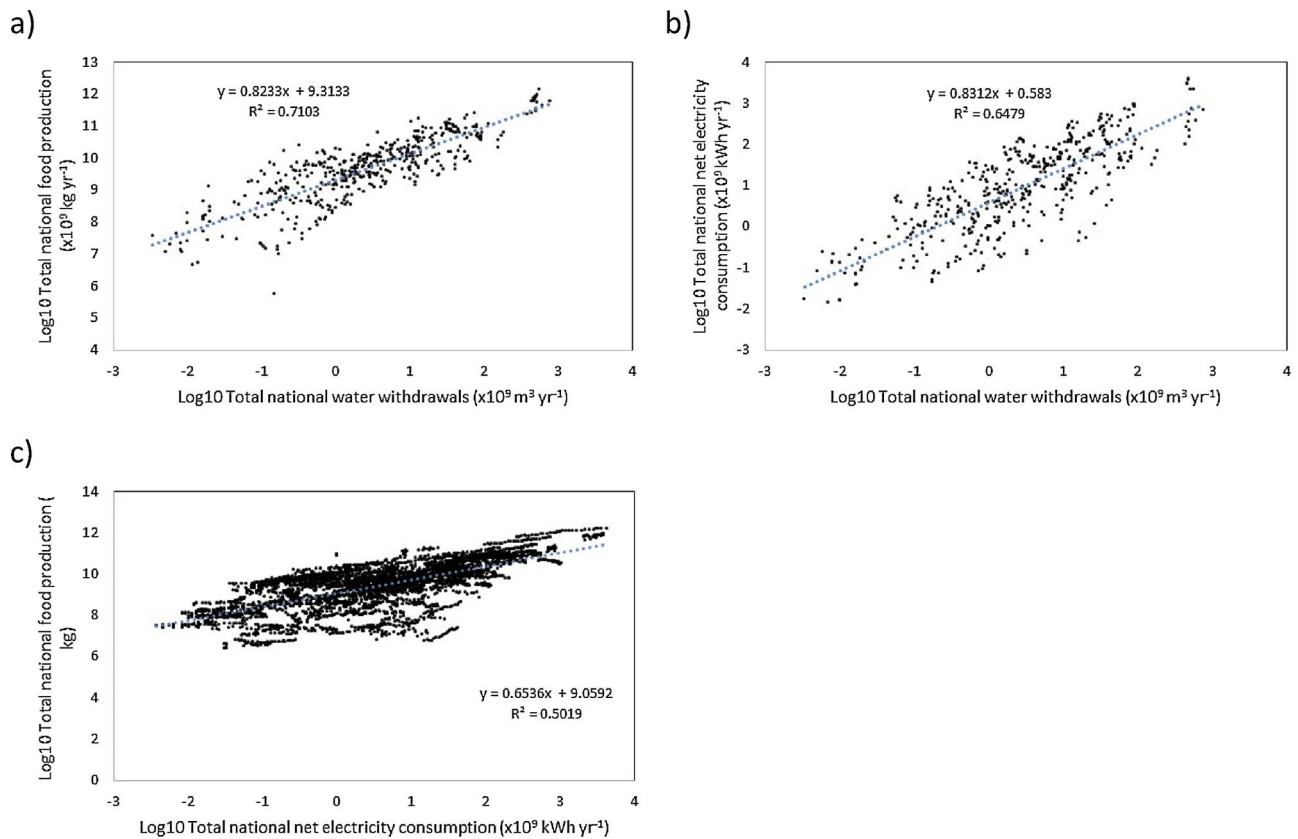 a)
Log10 Total national food production
(x10⁹ kg yr⁻¹)
13
12
11
10
9
8
7
6
5
4
y = 0.8233x + 9.3133
R² = 0.7103
-3 -2 -1 0 1 2 3 4
Log10 Total national water withdrawals (x10⁹ m³ yr⁻¹)
b)
Log10 Total national net electricity
consumption (x10⁹ kWh yr⁻¹)
4
3
2
1
0
-1
-2
-3
y = 0.8312x + 0.583
R² = 0.6479
-3 -2 -1 0 1 2 3 4
Log10 Total national water withdrawals (x10⁹ m³ yr⁻¹)
c)
Log10 Total national food production (
kg)
14
12
10
8
6
4
2
0
y = 0.6536x + 9.0592
R² = 0.5019
-3 -2 -1 0 1 2 3 4
Log10 Total national net electricity consumption (x10⁹ kWh yr⁻¹)